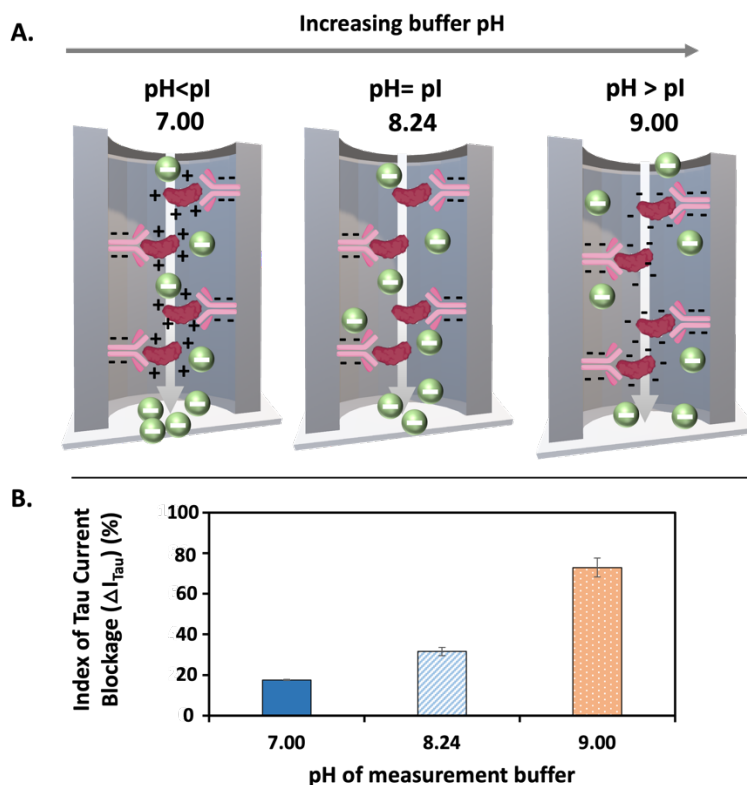 A.
Increasing buffer pH
pH<pI
7.00
pH= pI
8.24
pH > pI
9.00
B.
Index of Tau Current
Blockage (△I_Tau) (%)
100
80
60
40
20
0
7.00
8.24
9.00
pH of measurement buffer